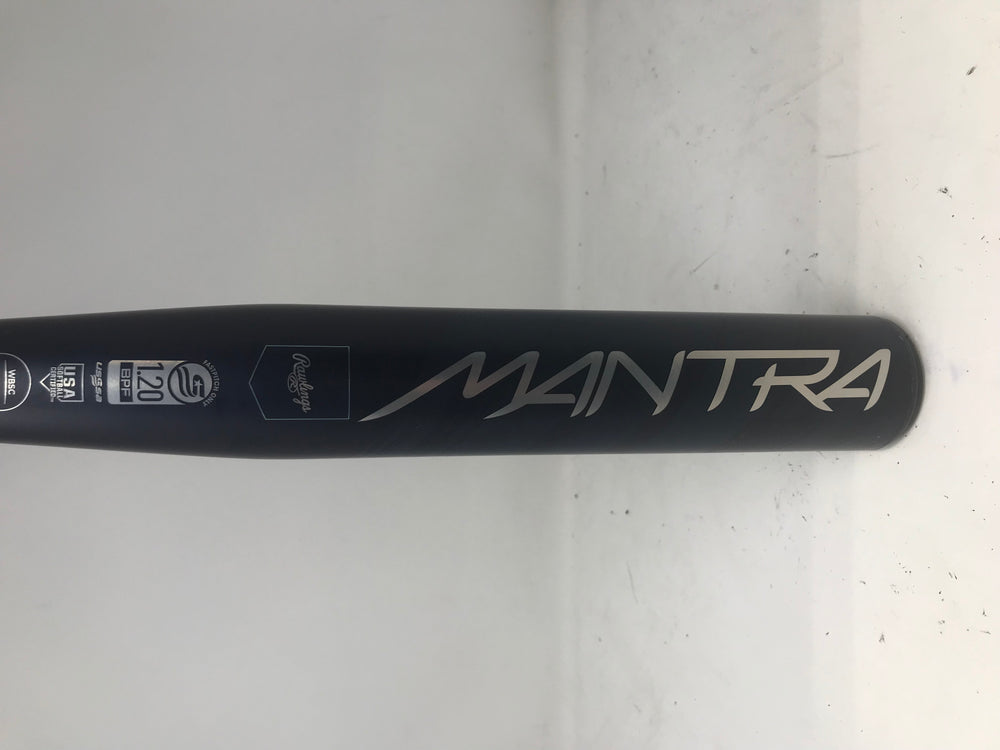 WBSC
USA
SOFTBALL
CERTIFIED
USSSA
1.20
BPF
FASTPITCH ONLY
Rawlings
MANTRA